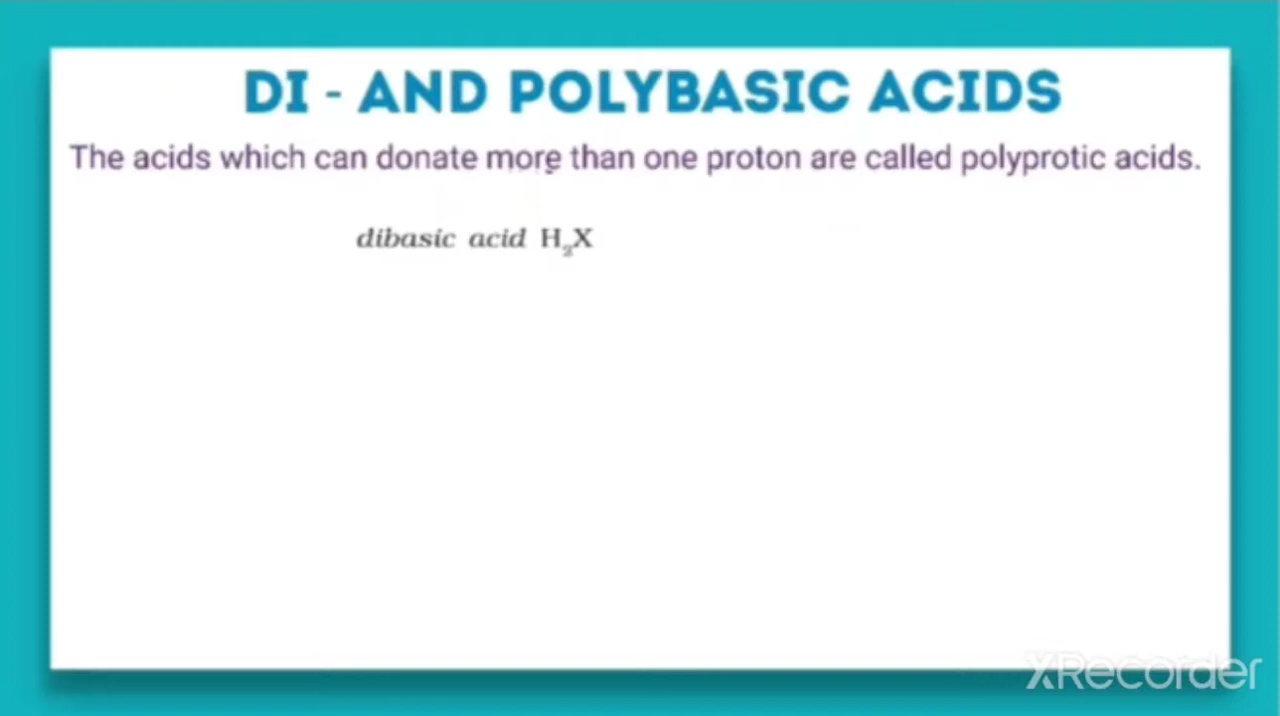 DI - AND POLYBASIC ACIDS
The acids which can donate more than one proton are called polyprotic acids.
dibasic acid H₂X
XRecorder